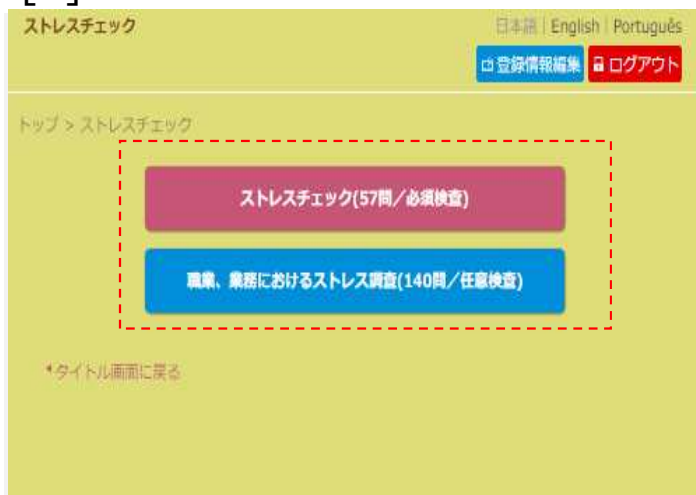 ストレスチェック
日本語 | English | Português
登録情報編集 ログアウト
トップ > ストレスチェック
ストレスチェック(57問／必須検査)
職業、業務におけるストレス調査(140問／任意検査)
タイトル画面に戻る